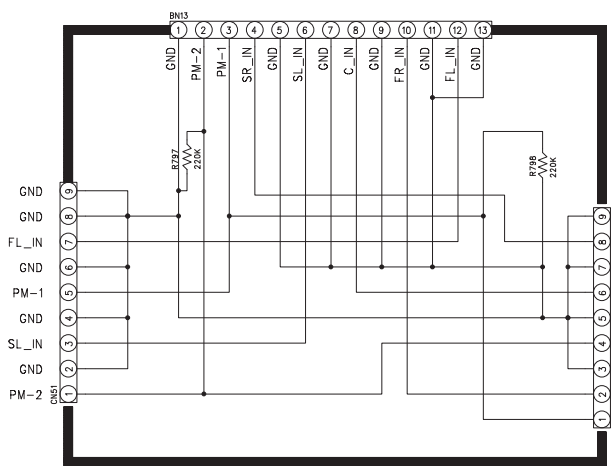 BN13
1 2 3 4 5 6 7 8 9 10 11 12 13
GND
PM-2
PM-1
SR_IN
GND
SL_IN
GND
C_IN
GND
FR_IN
GND
FL_IN
GND
R797
220K
R798
220K
GND 9
GND 8
FL_IN 7
GND 6
PM-1 5
GND 4
SL_IN 3
GND 2
PM-2 1
CN51
9
8
7
6
5
4
3
2
1